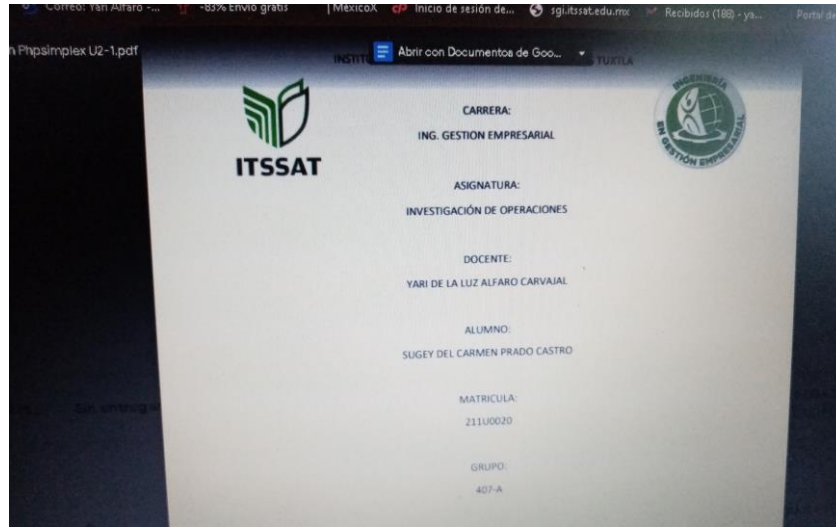 Correo: Yari Alfaro -... -83% Envío gratis | MéxicoX Inicio de sesión de... sgi.itssat.edu.mx Recibidos (188) - ya...
n Phpsimplex U2-1.pdf
Abrir con Documentos de Goo...
TUXTLA
ITSSAT
INGENIERÍA
EN GESTIÓN EMPRESARIAL
CARRERA:
ING. GESTION EMPRESARIAL
ASIGNATURA:
INVESTIGACIÓN DE OPERACIONES
DOCENTE:
YARI DE LA LUZ ALFARO CARVAJAL
ALUMNO:
SUGEY DEL CARMEN PRADO CASTRO
MATRICULA:
211U0020
GRUPO:
407-A